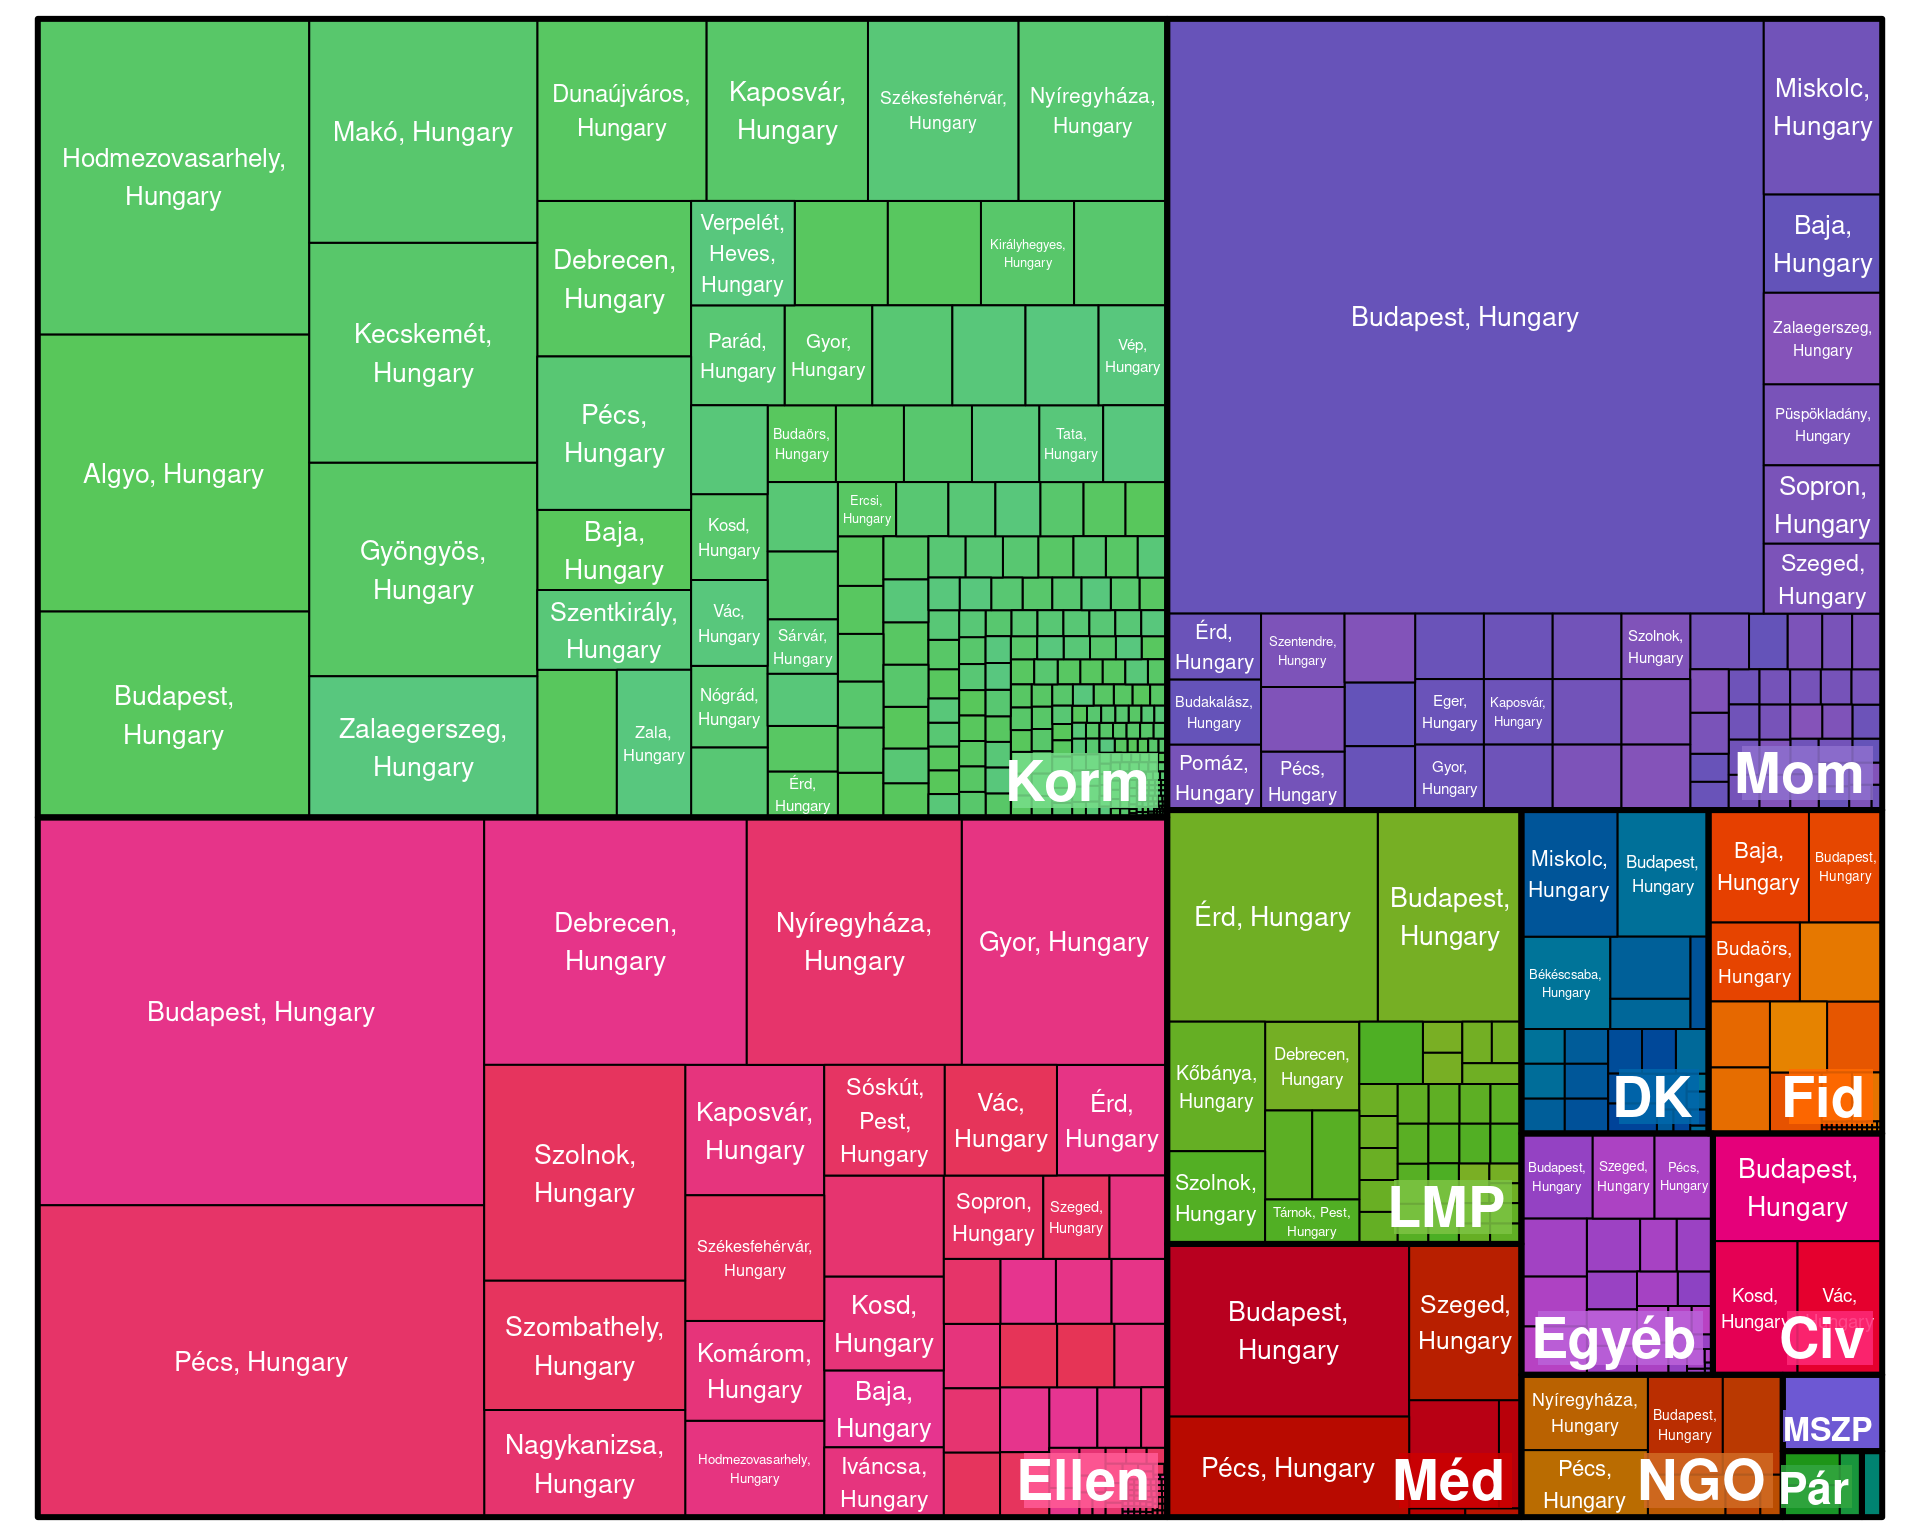 Hodmezovasarhely,
Hungary
Algyo, Hungary
Budapest,
Hungary
Makó, Hungary
Kecskemét,
Hungary
Gyöngyös,
Hungary
Zalaegerszeg,
Hungary
Dunaújváros,
Hungary
Kaposvár,
Hungary
Székesfehérvár,
Hungary
Nyíregyháza,
Hungary
Debrecen,
Hungary
Pécs,
Hungary
Baja,
Hungary
Szentkirály,
Hungary
Zala,
Hungary
Verpelét,
Heves,
Hungary
Királyhegyes,
Hungary
Parád,
Hungary
Gyor,
Hungary
Vép,
Hungary
Budaörs,
Hungary
Tata,
Hungary
Kosd,
Hungary
Ercsi,
Hungary
Vác,
Hungary
Sárvár,
Hungary
Nógrád,
Hungary
Érd,
Hungary
Korm
Budapest, Hungary
Miskolc,
Hungary
Baja,
Hungary
Zalaegerszeg,
Hungary
Püspökladány,
Hungary
Sopron,
Hungary
Szeged,
Hungary
Érd,
Hungary
Szentendre,
Hungary
Szolnok,
Hungary
Budakalász,
Hungary
Eger,
Hungary
Kaposvár,
Hungary
Pomáz,
Hungary
Pécs,
Hungary
Gyor,
Hungary
Mom
Budapest, Hungary
Pécs, Hungary
Debrecen,
Hungary
Nyíregyháza,
Hungary
Gyor, Hungary
Szolnok,
Hungary
Szombathely,
Hungary
Nagykanizsa,
Hungary
Kaposvár,
Hungary
Székesfehérvár,
Hungary
Komárom,
Hungary
Hodmezovasarhely,
Hungary
Sóskút,
Pest,
Hungary
Vác,
Hungary
Érd,
Hungary
Sopron,
Hungary
Szeged,
Hungary
Kosd,
Hungary
Baja,
Hungary
Iváncsa,
Hungary
Ellen
Érd, Hungary
Budapest,
Hungary
Kőbánya,
Hungary
Debrecen,
Hungary
Szolnok,
Hungary
Tárnok, Pest,
Hungary
LMP
Miskolc,
Hungary
Budapest,
Hungary
Békéscsaba,
Hungary
DK
Baja,
Hungary
Budapest,
Hungary
Budaörs,
Hungary
Fid
Budapest,
Hungary
Szeged,
Hungary
Pécs,
Hungary
Egyéb
Budapest,
Hungary
Kosd,
Hungary
Vác,
Hungary
Civ
Budapest,
Hungary
Szeged,
Hungary
Pécs, Hungary
Méd
Nyíregyháza,
Hungary
Budapest,
Hungary
Pécs,
Hungary
NGO
MSZP
Pár